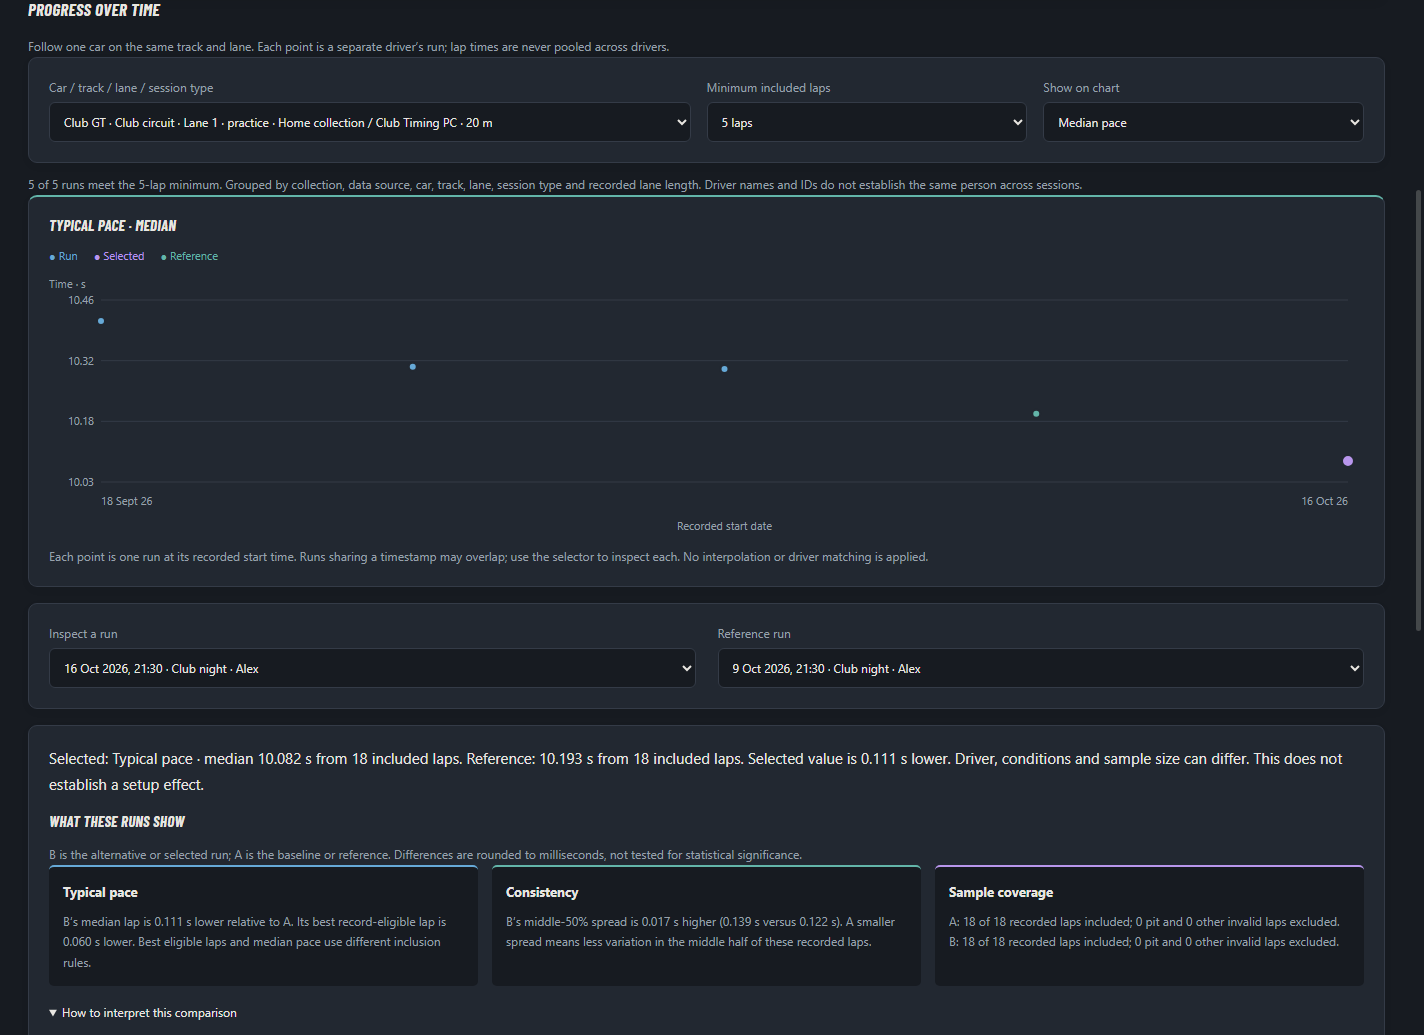 PROGRESS OVER TIME
Follow one car on the same track and lane. Each point is a separate driver's run; lap times are never pooled across drivers.
Car / track / lane / session type
Minimum included laps
Show on chart
Club GT · Club circuit · Lane 1 · practice · Home collection / Club Timing PC · 20 m
5 laps
Median pace
5 of 5 runs meet the 5-lap minimum. Grouped by collection, data source, car, track, lane, session type and recorded lane length. Driver names and IDs do not establish the same person across sessions.
TYPICAL PACE · MEDIAN
Run
Selected
Reference
Time · s
10.46
10.32
10.18
10.03
18 Sept 26
16 Oct 26
Recorded start date
Each point is one run at its recorded start time. Runs sharing a timestamp may overlap; use the selector to inspect each. No interpolation or driver matching is applied.
Inspect a run
Reference run
16 Oct 2026, 21:30 · Club night · Alex
9 Oct 2026, 21:30 · Club night · Alex
Selected: Typical pace · median 10.082 s from 18 included laps. Reference: 10.193 s from 18 included laps. Selected value is 0.111 s lower. Driver, conditions and sample size can differ. This does not
establish a setup effect.
WHAT THESE RUNS SHOW
B is the alternative or selected run; A is the baseline or reference. Differences are rounded to milliseconds, not tested for statistical significance.
Typical pace
B's median lap is 0.111 s lower relative to A. Its best record-eligible lap is
0.060 s lower. Best eligible laps and median pace use different inclusion
rules.
Consistency
B's middle-50% spread is 0.017 s higher (0.139 s versus 0.122 s). A smaller
spread means less variation in the middle half of these recorded laps.
Sample coverage
A: 18 of 18 recorded laps included; 0 pit and 0 other invalid laps excluded.
B: 18 of 18 recorded laps included; 0 pit and 0 other invalid laps excluded.
▼ How to interpret this comparison